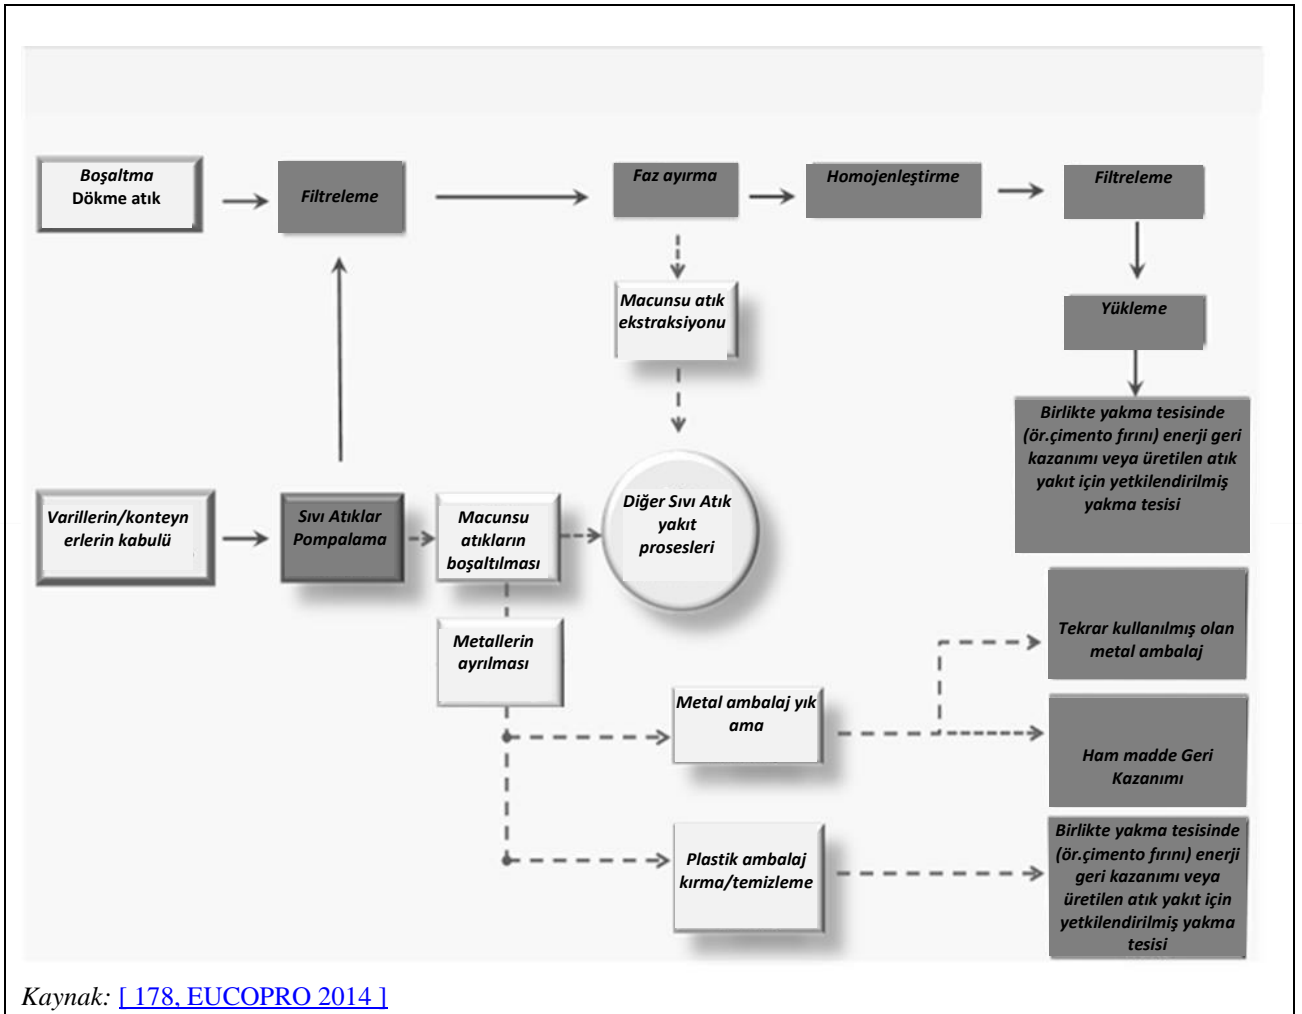 Boşaltma
Dökme atık
Filtreleme
Faz ayırma
Homojenleştirme
Filtreleme
Macunsu atık
ekstraksiyonu
Yükleme
Birlikte yakma tesisinde
(ör.çimento fırını) enerji geri
kazanımı veya üretilen atık
yakıt için yetkilendirilmiş
yakma tesisi
Varillerin/konteyn
erlerin kabulü
Sıvı Atıklar
Pompalama
Macunsu
atıkların
boşaltılması
Diğer Sıvı Atık
yakıt
prosesleri
Metallerin
ayrılması
Tekrar kullanılmış olan
metal ambalaj
Metal ambalaj yık
ama
Ham madde Geri
Kazanımı
Plastik ambalaj
kırma/temizleme
Birlikte yakma tesisinde
(ör.çimento fırını) enerji
geri kazanımı veya
üretilen atık yakıt için
yetkilendirilmiş yakma
tesisi
Kaynak: [ 178, EUCOPRO 2014 ]